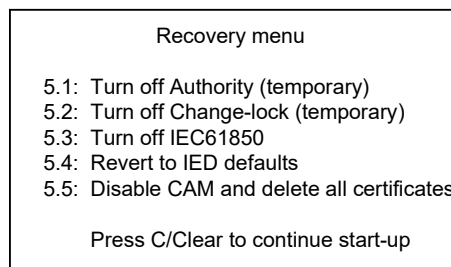 Recovery menu
5.1: Turn off Authority (temporary)
5.2: Turn off Change-lock (temporary)
5.3: Turn off IEC61850
5.4: Revert to IED defaults
5.5: Disable CAM and delete all certificates
Press C/Clear to continue start-up